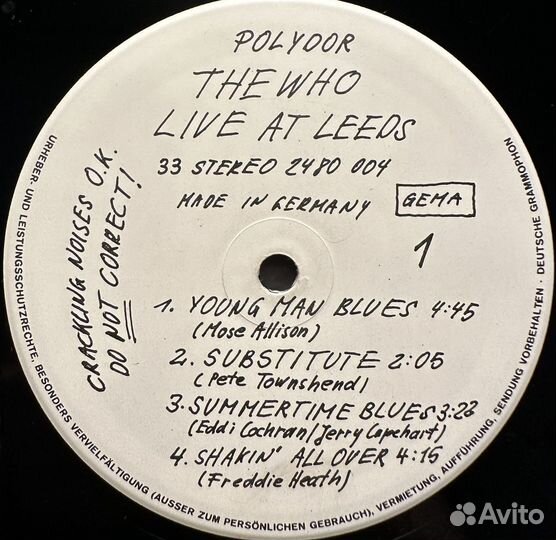 POLYDOR
THE WHO
LIVE AT LEEDS
33 STEREO 2480 004
MADE IN GERMANY
GEMA
1
CRACKLING NOISES O.K.
DO NOT CORRECT!
1. YOUNG MAN BLUES 4:45
(Mose Allison)
2. SUBSTITUTE 2:05
(Pete Townshend)
3. SUMMERTIME BLUES 3:22
(Eddi Cochran/Jerry Capehart)
4. SHAKIN' ALL OVER 4:15
(Freddie Heath)
URHEBER- UND LEISTUNGSSCHUTZRECHTE, BESONDERS VERVIELFÄLTIGUNG (AUSSER ZUM PERSÖNLICHEN GEBRAUCH), VERMIETUNG, AUFFÜHRUNG, SENDUNG VORBEHALTEN · DEUTSCHE GRAMMOPHON
Avito